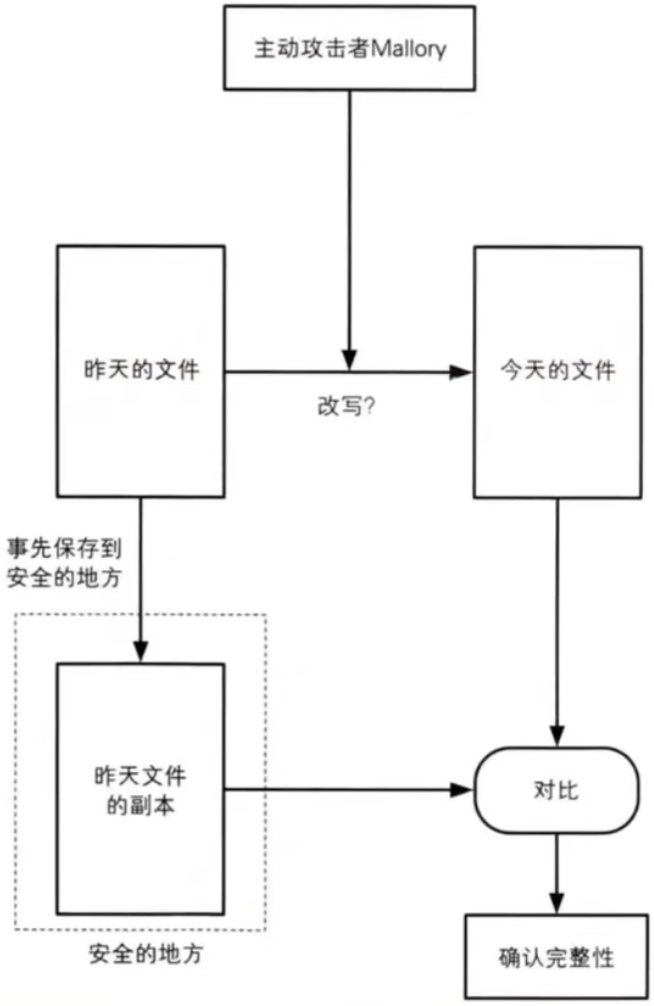 主动攻击者Mallory
昨天的文件
今天的文件
改写?
事先保存到
安全的地方
昨天文件
的副本
对比
安全的地方
确认完整性